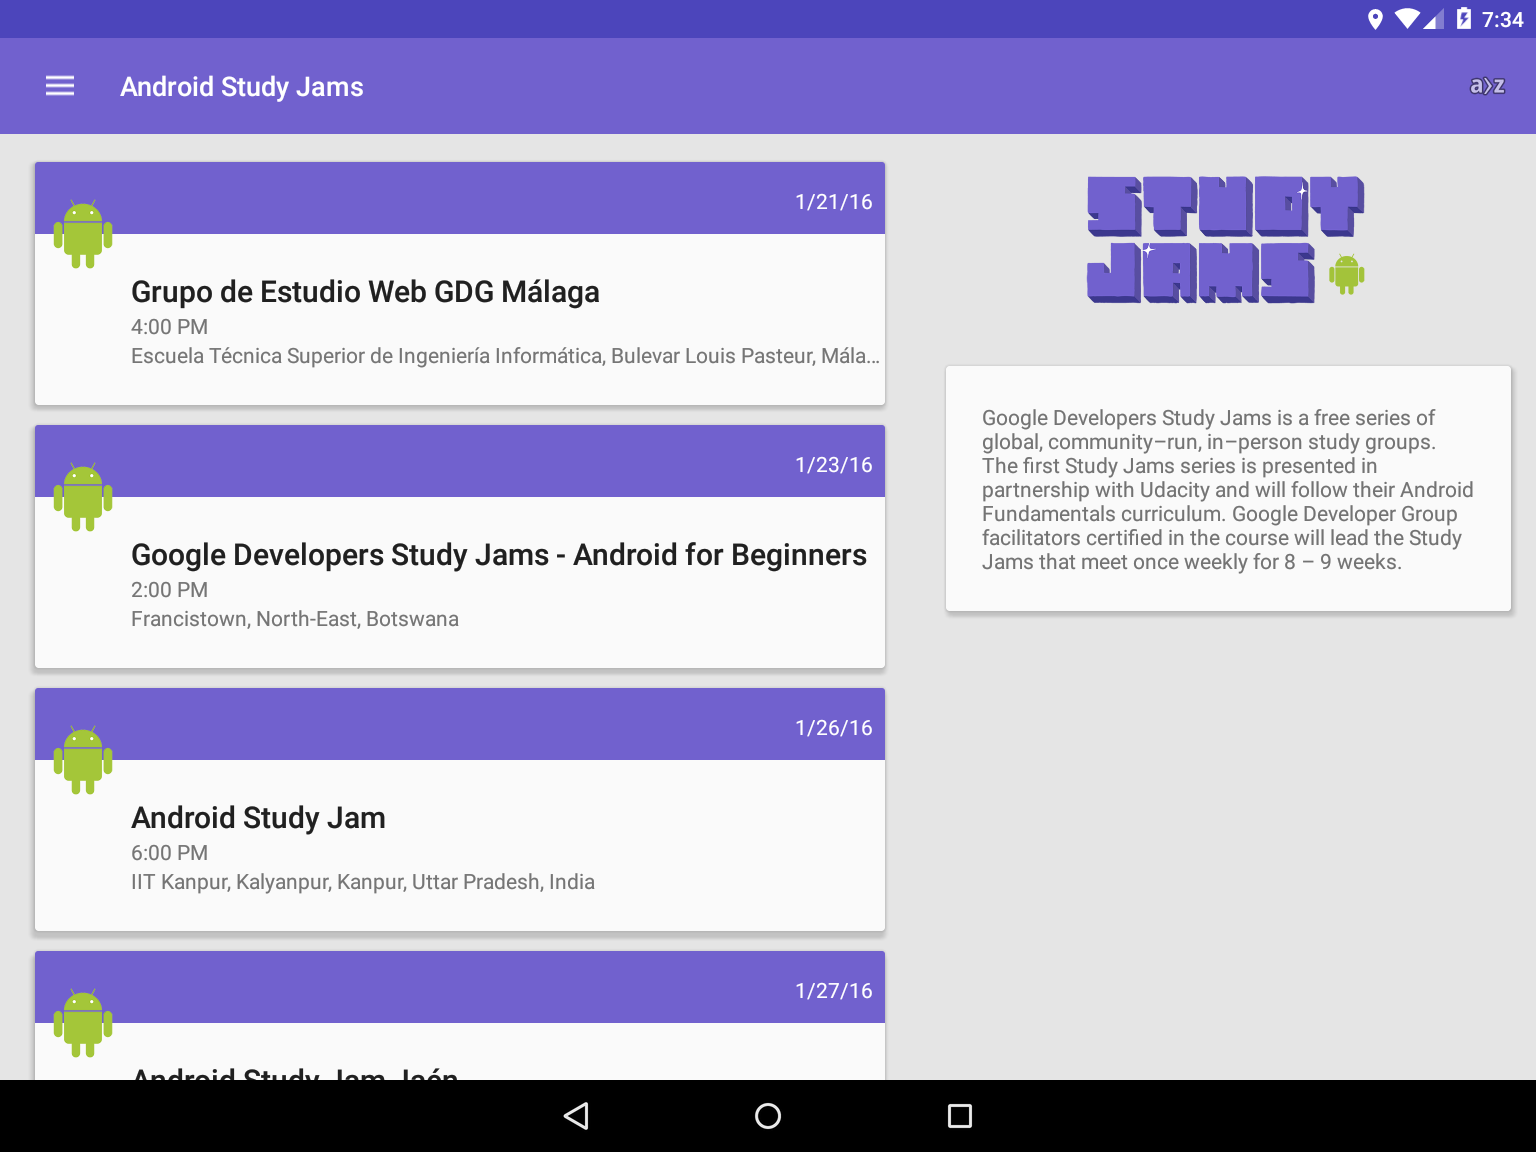 7:34
Android Study Jams
a>z
1/21/16
Grupo de Estudio Web GDG Málaga
4:00 PM
Escuela Técnica Superior de Ingeniería Informática, Bulevar Louis Pasteur, Mála...
1/23/16
Google Developers Study Jams - Android for Beginners
2:00 PM
Francistown, North-East, Botswana
1/26/16
Android Study Jam
6:00 PM
IIT Kanpur, Kalyanpur, Kanpur, Uttar Pradesh, India
1/27/16
Android Study Jam Jaén
STUDY
JAMS
Google Developers Study Jams is a free series of
global, community–run, in–person study groups.
The first Study Jams series is presented in
partnership with Udacity and will follow their Android
Fundamentals curriculum. Google Developer Group
facilitators certified in the course will lead the Study
Jams that meet once weekly for 8 – 9 weeks.